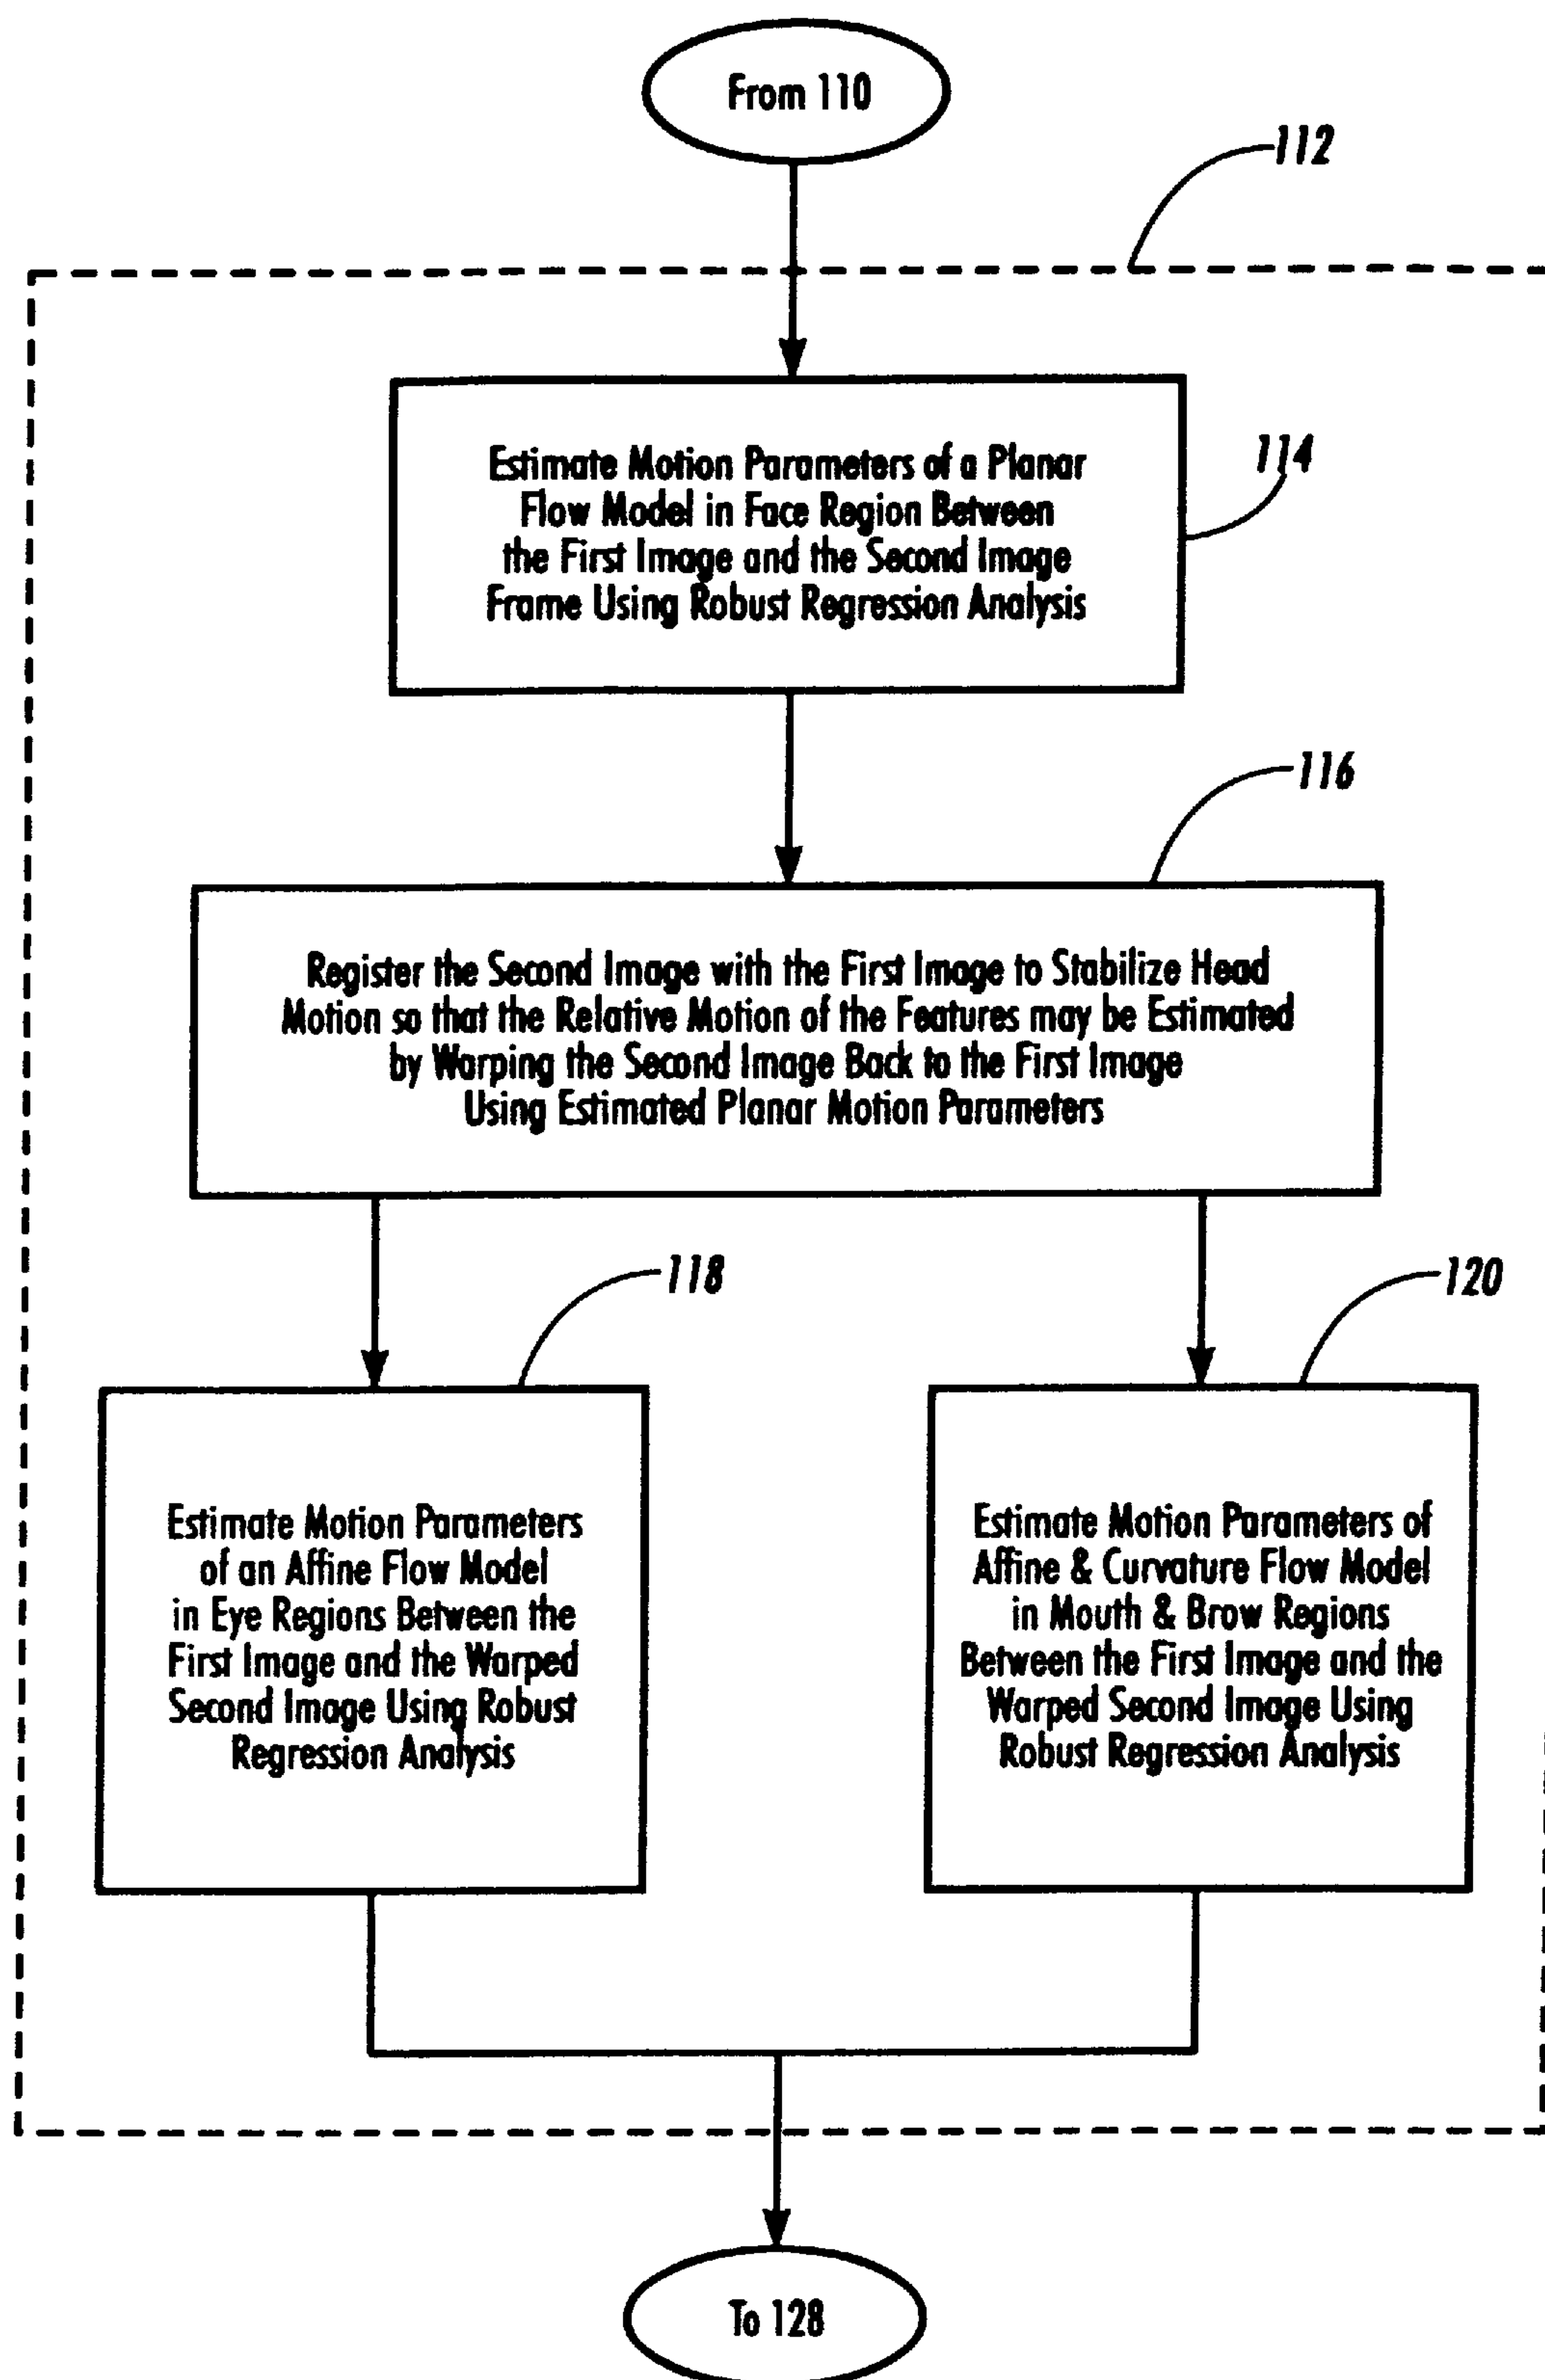 From 110
112
Estimate Motion Parameters of a Planar
Flow Model in Face Region Between
the First Image and the Second Image
Frame Using Robust Regression Analysis
114
116
Register the Second Image with the First Image to Stabilize Head
Motion so that the Relative Motion of the Features may be Estimated
by Warping the Second Image Back to the First Image
Using Estimated Planar Motion Parameters
118
120
Estimate Motion Parameters
of an Affine Flow Model
in Eye Regions Between the
First Image and the Warped
Second Image Using Robust
Regression Analysis
Estimate Motion Parameters of
Affine & Curvature Flow Model
in Mouth & Brow Regions
Between the First Image and the
Warped Second Image Using
Robust Regression Analysis
To 128